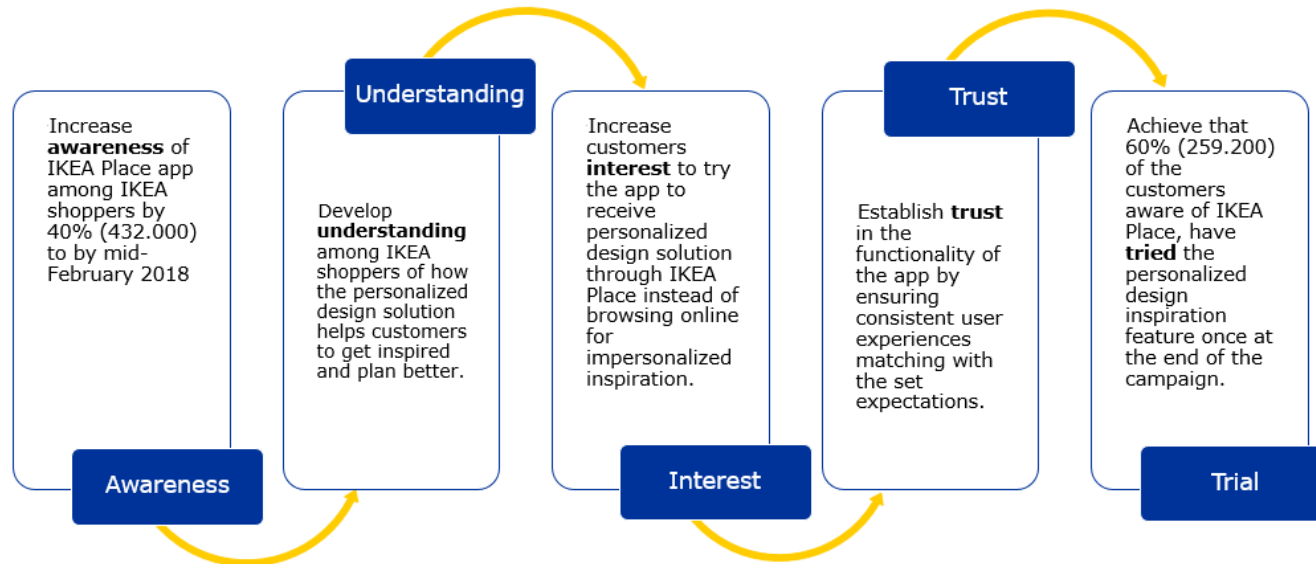 Increase
awareness of
IKEA Place app
among IKEA
shoppers by
40% (432.000)
to by mid-
February 2018
Awareness
Understanding
Develop
understanding
among IKEA
shoppers of how
the personalized
design solution
helps customers
to get inspired
and plan better.
Increase
customers
interest to try
the app to
receive
personalized
design solution
through IKEA
Place instead of
browsing online
for
impersonalized
inspiration.
Interest
Trust
Establish trust
in the
functionality of
the app by
ensuring
consistent user
experiences
matching with
the set
expectations.
Achieve that
60% (259.200)
of the
customers
aware of IKEA
Place, have
tried the
personalized
design
inspiration
feature once at
the end of the
campaign.
Trial